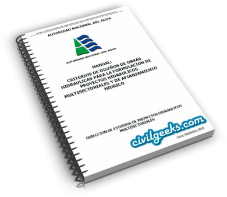 AUTORIDAD NACIONAL DEL AGUA
MANUAL:
CRITERIOS DE DISEÑOS DE OBRAS
HIDRAULICAS PARA LA FORMULACION DE
PROYECTOS HIDRAULICOS
MULTISECTORIALES Y DE AFIANZAMIENTO
HIDRICO
DIRECCION DE ESTUDIOS DE PROYECTOS HIDRAULICOS
MULTISECTORIALES
civilgeeks.com
Lima, Diciembre 2010